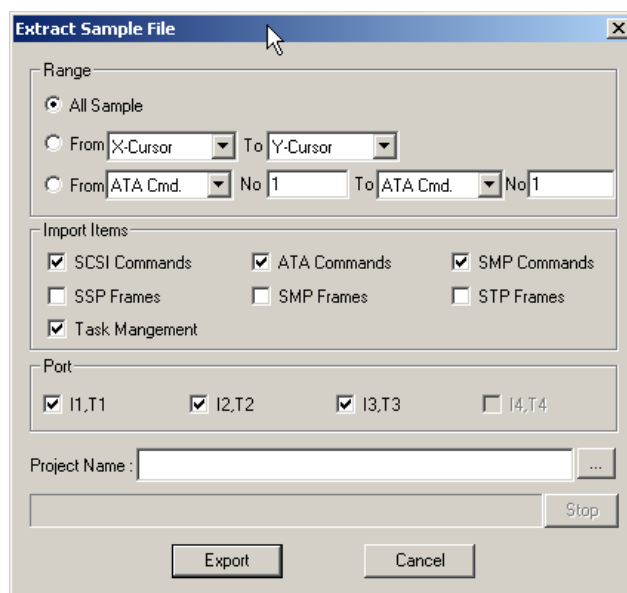 Extract Sample File
Range
All Sample
From X-Cursor To Y-Cursor
From ATA Cmd. No 1 To ATA Cmd. No 1
Import Items
SCSI Commands ATA Commands SMP Commands
SSP Frames SMP Frames STP Frames
Task Mangement
Port
I1,T1 I2,T2 I3,T3 I4,T4
Project Name : ...
Stop
Export Cancel